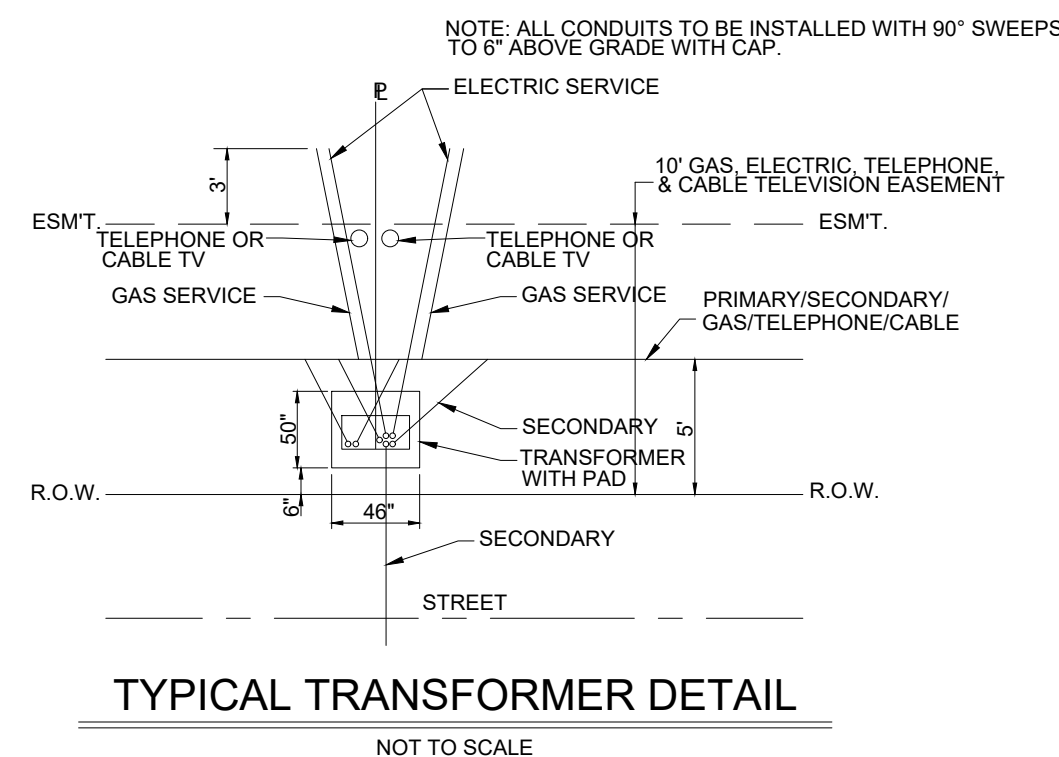 NOTE: ALL CONDUITS TO BE INSTALLED WITH 90° SWEEPS
TO 6" ABOVE GRADE WITH CAP.
PL
ELECTRIC SERVICE
3'
10' GAS, ELECTRIC, TELEPHONE,
& CABLE TELEVISION EASEMENT
ESM'T.
ESM'T.
TELEPHONE OR
CABLE TV
TELEPHONE OR
CABLE TV
GAS SERVICE
GAS SERVICE
PRIMARY/SECONDARY/
GAS/TELEPHONE/CABLE
50"
SECONDARY
5'
TRANSFORMER
WITH PAD
R.O.W.
R.O.W.
6"
46"
SECONDARY
STREET
TYPICAL TRANSFORMER DETAIL
NOT TO SCALE